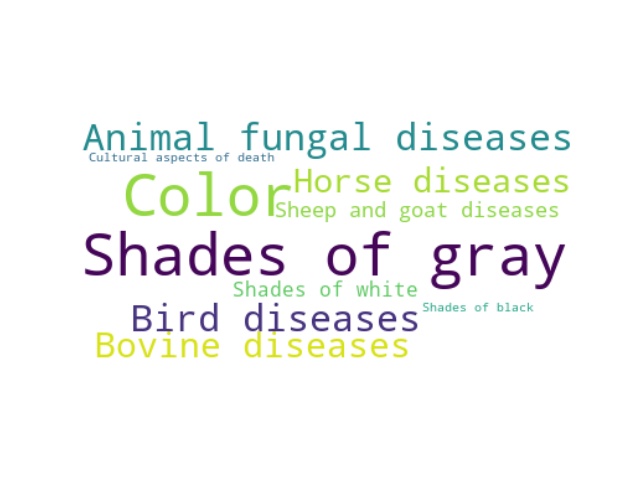 Animal fungal diseases
Cultural aspects of death
Color
Horse diseases
Sheep and goat diseases
Shades of gray
Shades of white
Shades of black
Bird diseases
Bovine diseases